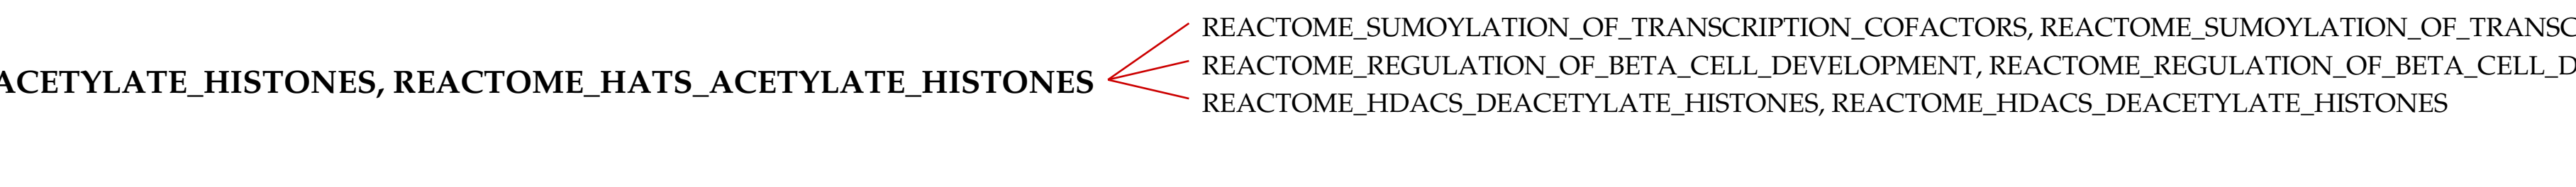 ACETYLATE_HISTONES, REACTOME_HATS_ACETYLATE_HISTONES
REACTOME_SUMOYLATION_OF_TRANSCRIPTION_COFACTORS, REACTOME_SUMOYLATION_OF_TRANSC
REACTOME_REGULATION_OF_BETA_CELL_DEVELOPMENT, REACTOME_REGULATION_OF_BETA_CELL_D
REACTOME_HDACS_DEACETYLATE_HISTONES, REACTOME_HDACS_DEACETYLATE_HISTONES